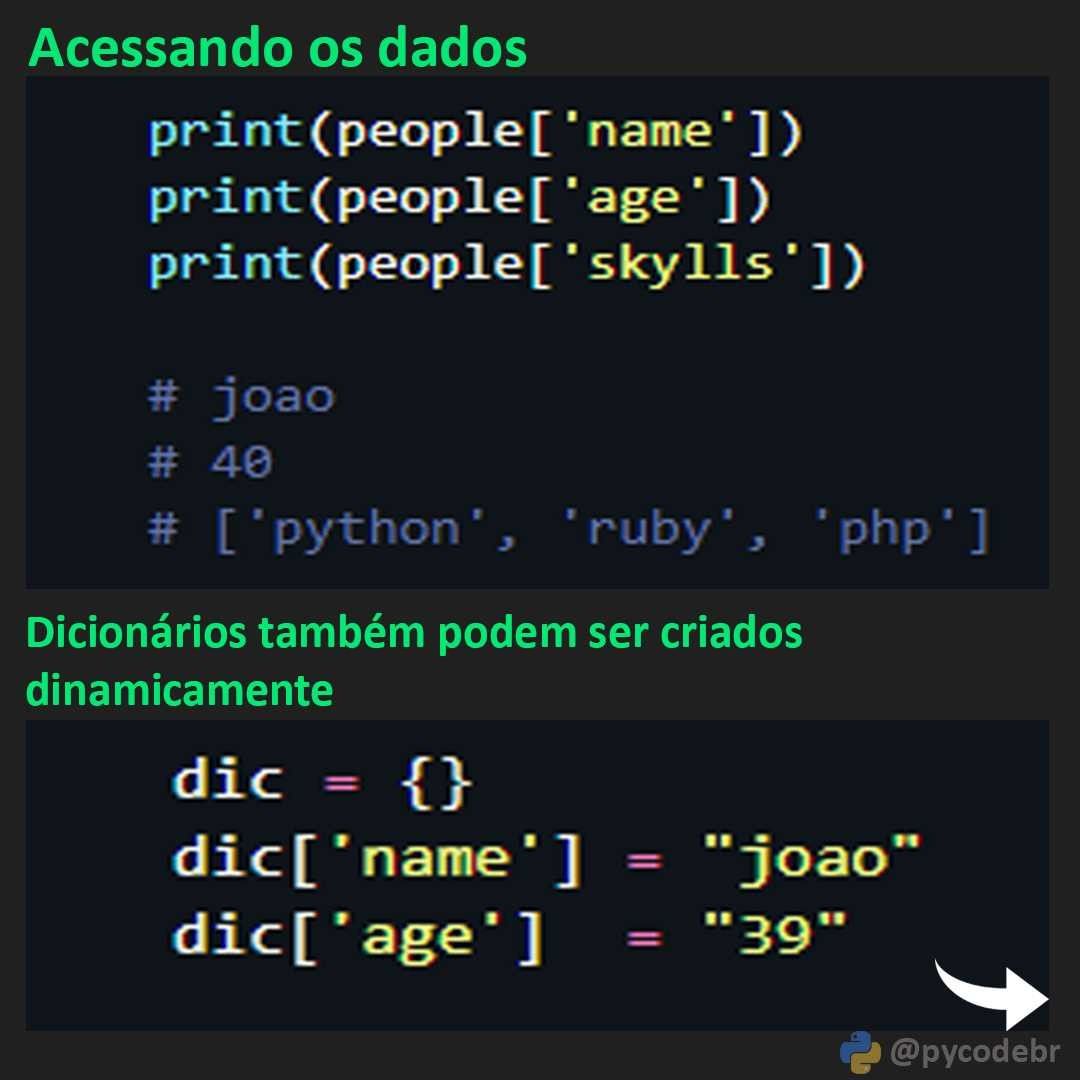 Acessando os dados
print(people['name'])
print(people['age'])
print(people['skylls'])
# joao
# 40
# ['python', 'ruby', 'php']
Dicionários também podem ser criados
dinamicamente
dic = {}
dic['name'] = "joao"
dic['age']  = "39"
@pycodebr